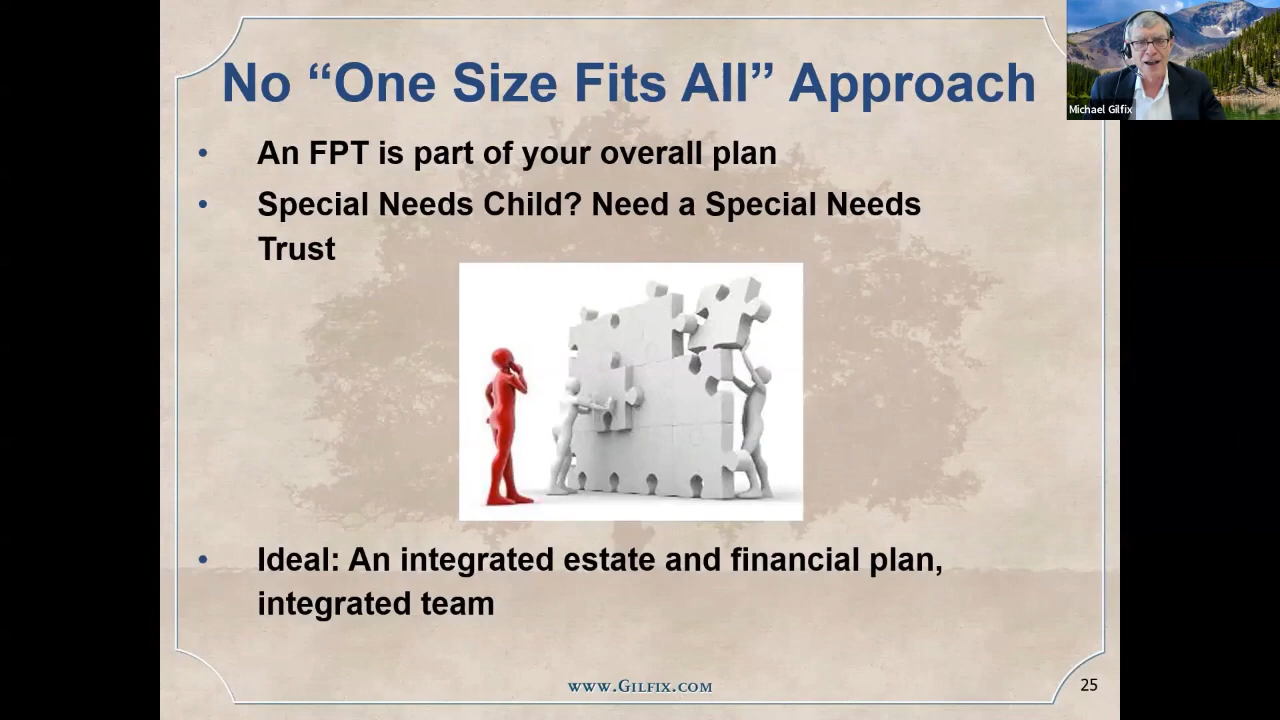 No “One Size Fits All” Approach
Michael Gilfix
• An FPT is part of your overall plan
• Special Needs Child? Need a Special Needs
Trust
• Ideal: An integrated estate and financial plan,
integrated team
www.Gilfix.com
25